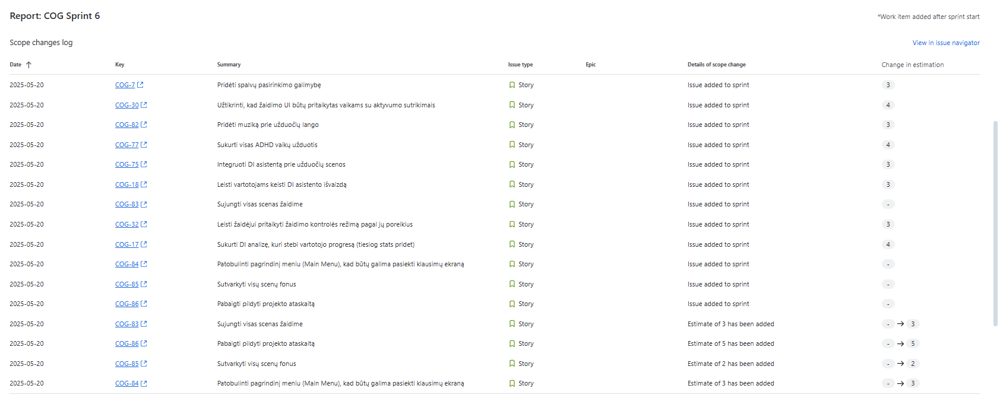 Report: COG Sprint 6
*Work item added after sprint start
Scope changes log
View in issue navigator
Date Key Summary Issue type Epic Details of scope change Change in estimation
2025-05-20 COG-7 Pridėti spalvų pasirinkimo galimybę Story Issue added to sprint 3
2025-05-20 COG-30 Užtikrinti, kad žaidimo UI būtų pritaikytas vaikams su aktyvumo sutrikimais Story Issue added to sprint 4
2025-05-20 COG-82 Pridėti muziką prie užduočių lango Story Issue added to sprint 3
2025-05-20 COG-77 Sukurti visas ADHD vaikų užduotis Story Issue added to sprint 4
2025-05-20 COG-75 Integruoti DI asistentą prie užduočių scenos Story Issue added to sprint 3
2025-05-20 COG-18 Leisti vartotojams keisti DI asistento išvaizdą Story Issue added to sprint 3
2025-05-20 COG-83 Sujungti visas scenas žaidime Story Issue added to sprint -
2025-05-20 COG-32 Leisti žaidėjui pritaikyti žaidimo kontrolės režimą pagal jų poreikius Story Issue added to sprint 3
2025-05-20 COG-17 Sukurti DI analizę, kuri stebi vartotojo progresą (tiesiog stats pridet) Story Issue added to sprint 4
2025-05-20 COG-84 Patobulinti pagrindinį meniu (Main Menu), kad būtų galima pasiekti klausimų ekraną Story Issue added to sprint -
2025-05-20 COG-85 Sutvarkyti visų scenų fonus Story Issue added to sprint -
2025-05-20 COG-86 Pabaigti pildyti projekto ataskaitą Story Issue added to sprint -
2025-05-20 COG-83 Sujungti visas scenas žaidime Story Estimate of 3 has been added - → 3
2025-05-20 COG-86 Pabaigti pildyti projekto ataskaitą Story Estimate of 5 has been added - → 5
2025-05-20 COG-85 Sutvarkyti visų scenų fonus Story Estimate of 2 has been added - → 2
2025-05-20 COG-84 Patobulinti pagrindinį meniu (Main Menu), kad būtų galima pasiekti klausimų ekraną Story Estimate of 3 has been added - → 3